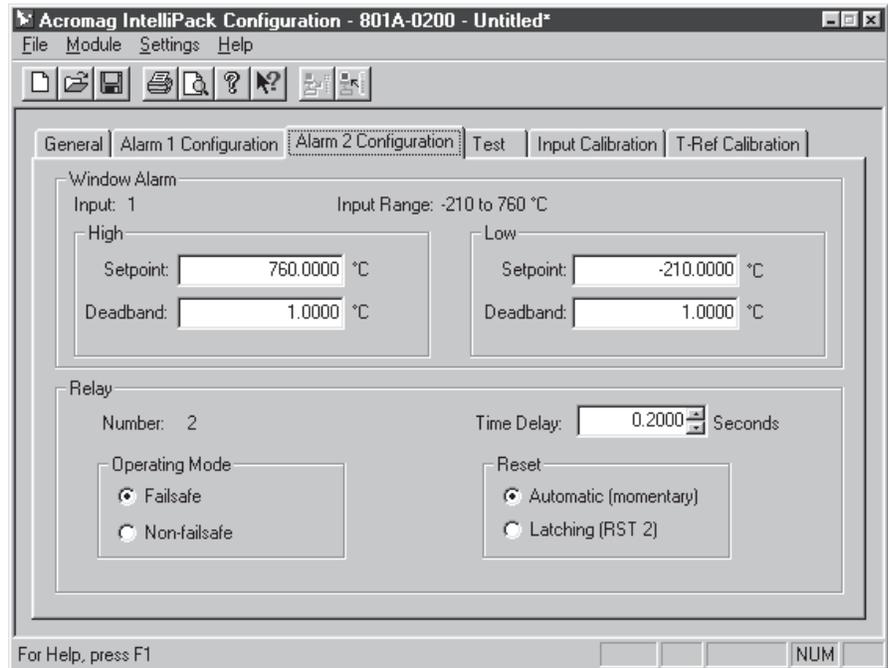 Acromag IntelliPack Configuration - 801A-0200 - Untitled*
File Module Settings Help
General Alarm 1 Configuration Alarm 2 Configuration Test Input Calibration T-Ref Calibration
Window Alarm
Input: 1 Input Range: -210 to 760 °C
High Low
Setpoint: 760.0000 °C Setpoint: -210.0000 °C
Deadband: 1.0000 °C Deadband: 1.0000 °C
Relay
Number: 2 Time Delay: 0.2000 Seconds
Operating Mode Reset
Failsafe Automatic (momentary)
Non-failsafe Latching (RST 2)
For Help, press F1 NUM